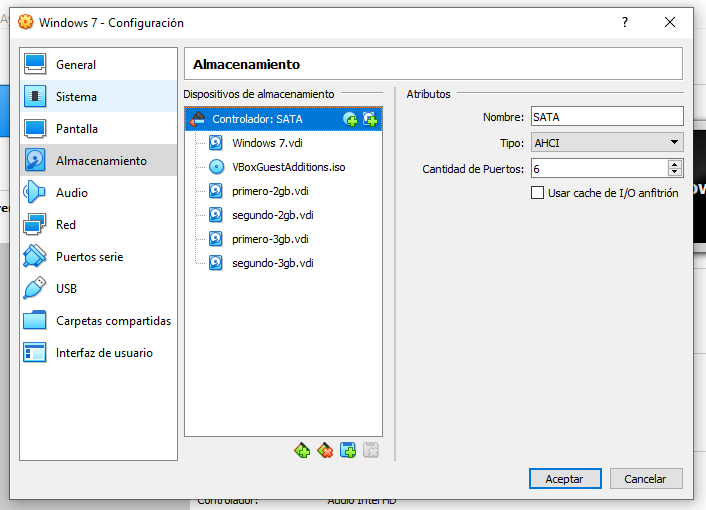 Windows 7 - Configuración
General
Sistema
Pantalla
Almacenamiento
Audio
Red
Puertos serie
USB
Carpetas compartidas
Interfaz de usuario
Almacenamiento
Dispositivos de almacenamiento
Controlador: SATA
Windows 7.vdi
VBoxGuestAdditions.iso
primero-2gb.vdi
segundo-2gb.vdi
primero-3gb.vdi
segundo-3gb.vdi
Atributos
Nombre: SATA
Tipo: AHCI
Cantidad de Puertos: 6
Usar cache de I/O anfitrión
Aceptar Cancelar
Controlador: Audio Intel HD